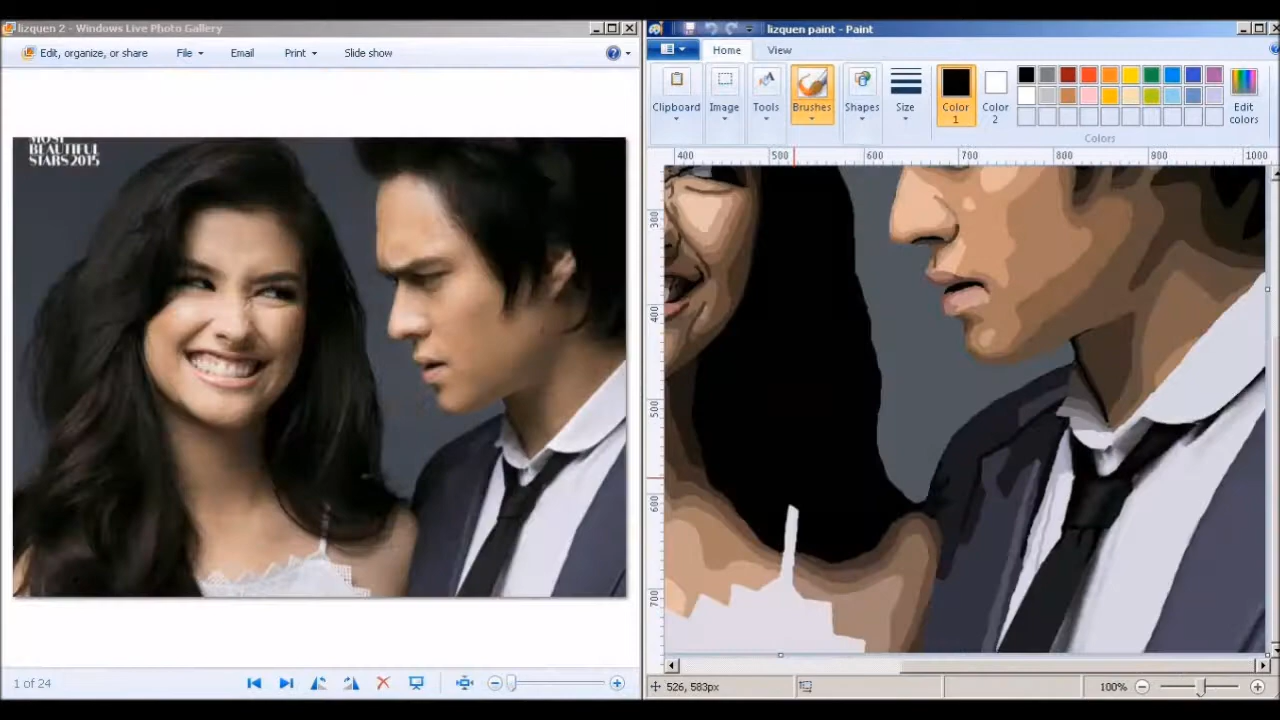 lizquen 2 - Windows Live Photo Gallery
Edit, organize, or share File Email Print Slide show
MOST
BEAUTIFUL
STARS 2015
1 of 24
lizquen paint - Paint
Home View
Clipboard Image Tools Brushes Shapes Size Color 1 Color 2 Edit colors
Colors
400 500 600 700 800 900 1000
300
400
500
600
700
526, 583px 100%